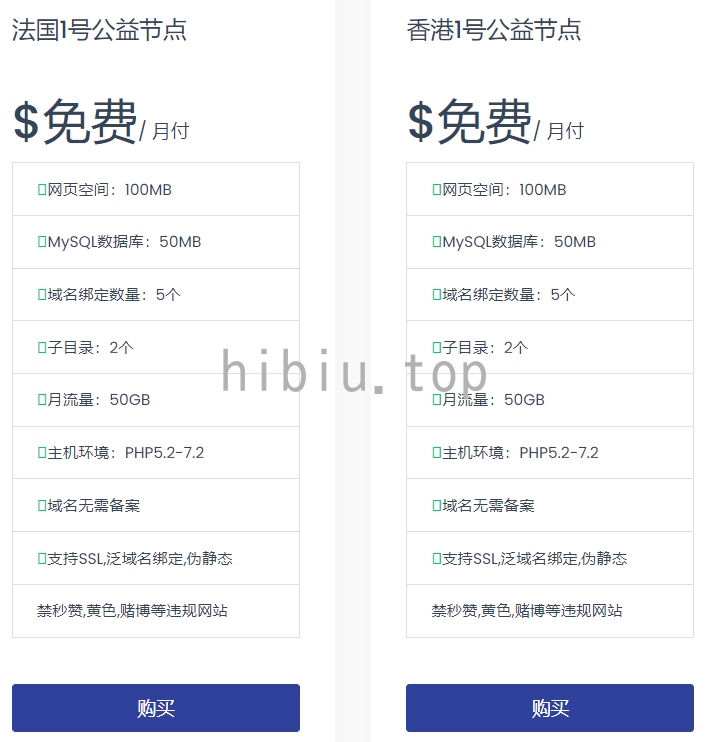 法国1号公益节点
$免费/ 月付
网页空间：100MB
MySQL数据库：50MB
域名绑定数量：5个
子目录：2个
月流量：50GB
主机环境：PHP5.2-7.2
域名无需备案
支持SSL,泛域名绑定,伪静态
禁秒赞,黄色,赌博等违规网站
购买
香港1号公益节点
$免费/ 月付
网页空间：100MB
MySQL数据库：50MB
域名绑定数量：5个
子目录：2个
月流量：50GB
主机环境：PHP5.2-7.2
域名无需备案
支持SSL,泛域名绑定,伪静态
禁秒赞,黄色,赌博等违规网站
购买
hibiu.top